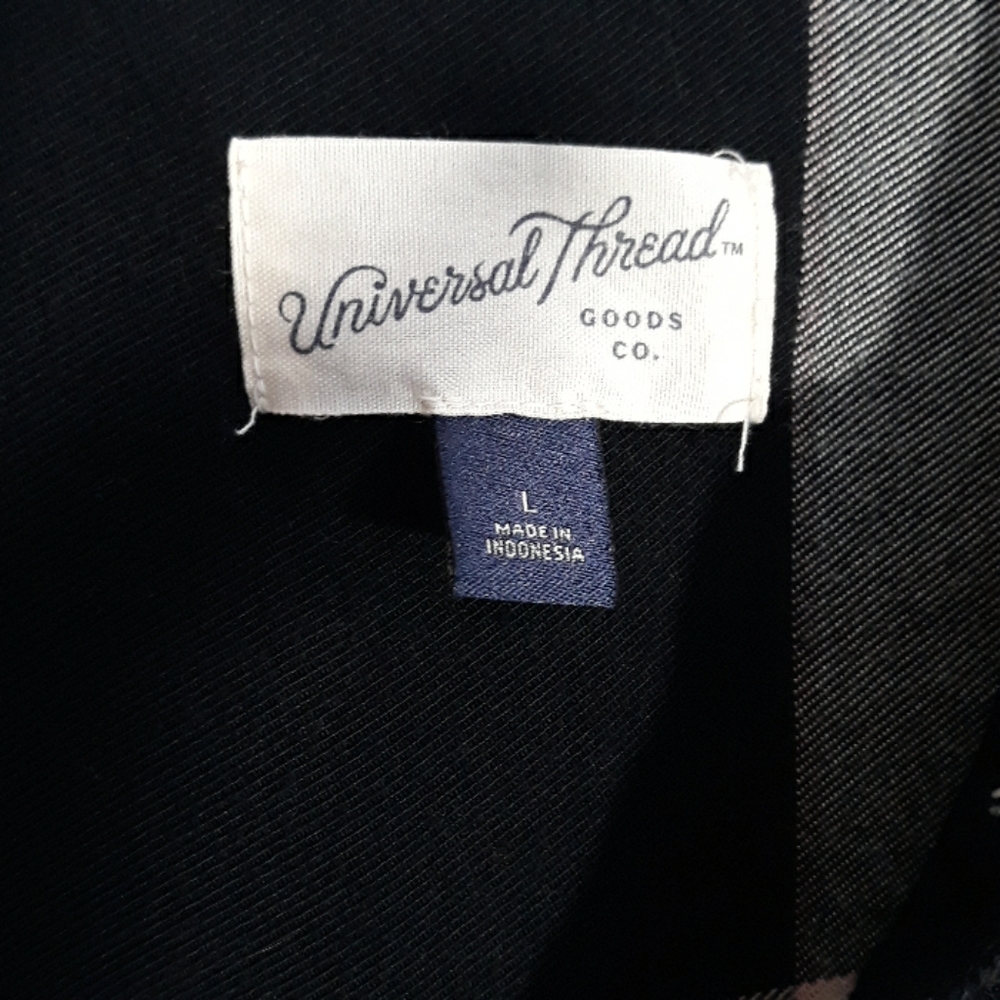 Universal Thread™
GOODS
CO.
L
MADE IN
INDONESIA